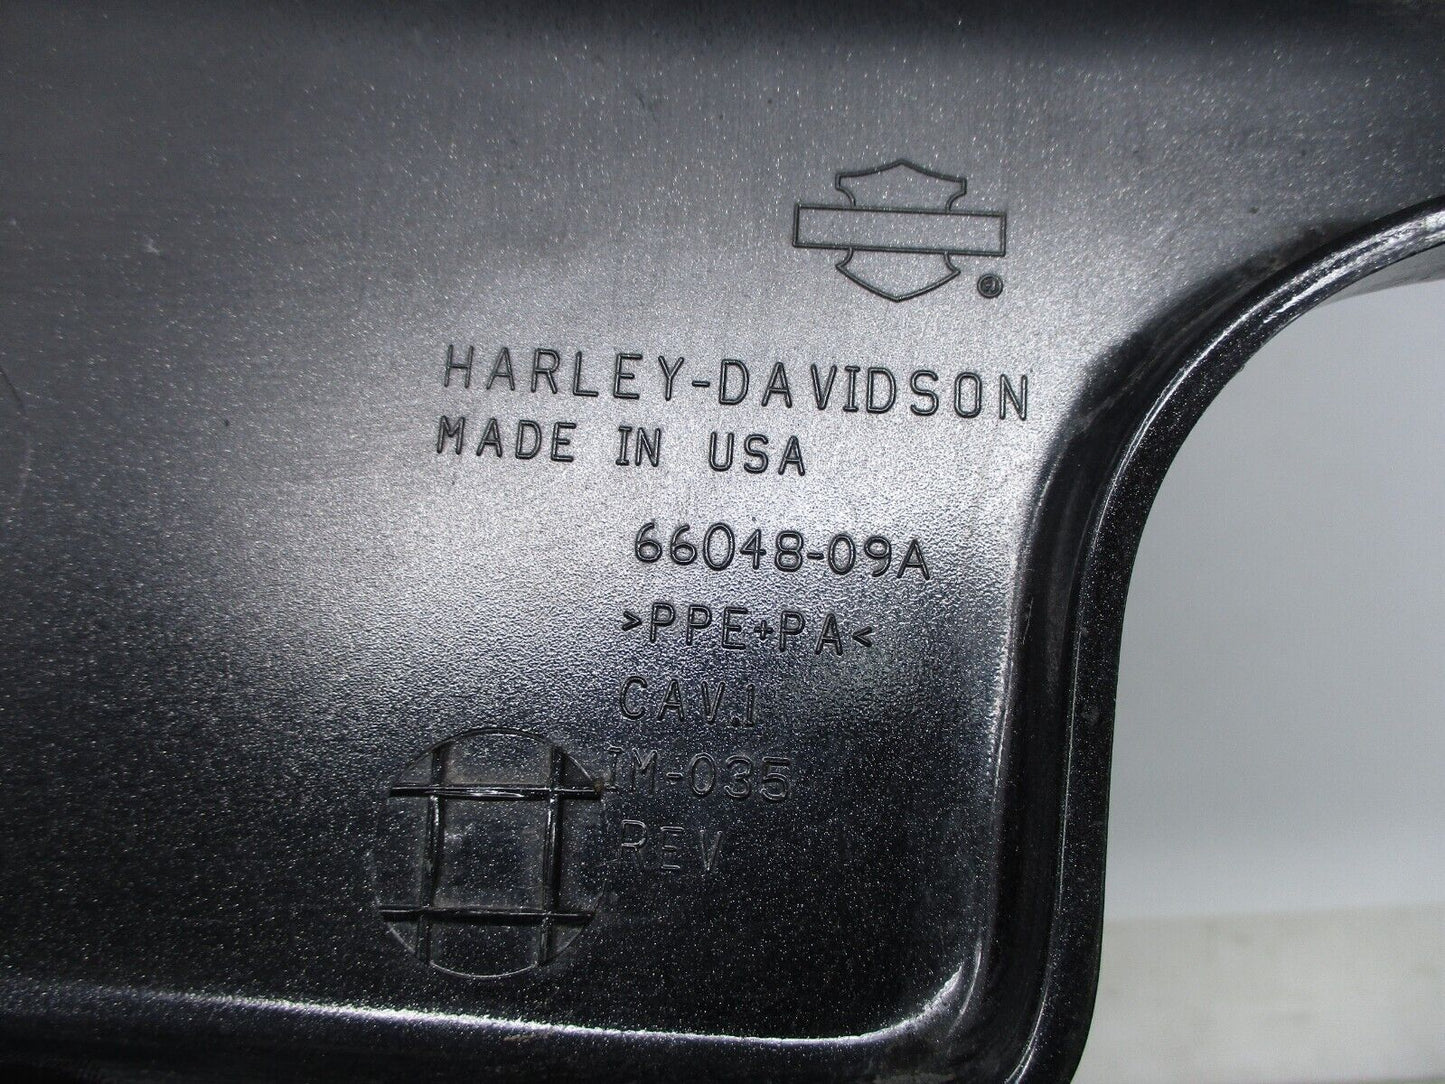 ®
HARLEY-DAVIDSON
MADE IN USA
66048-09A
>PPE+PA<
CAV.1
IM-035
REV